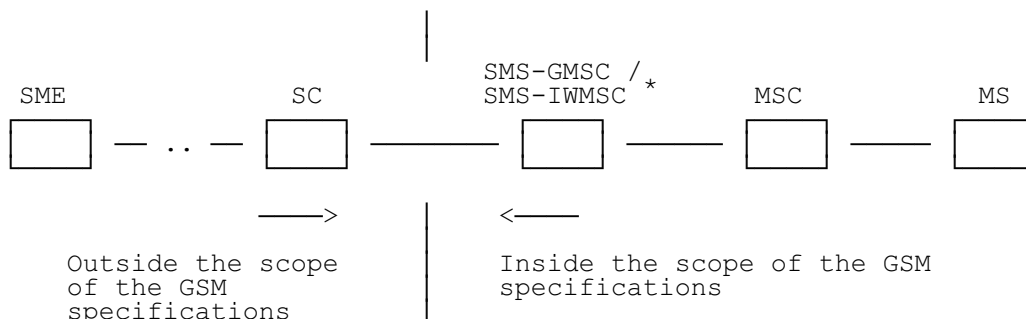 SMS-GMSC /
SME SC SMS-IWMSC * MSC MS
..
Outside the scope
of the GSM
specifications
Inside the scope of the GSM
specifications